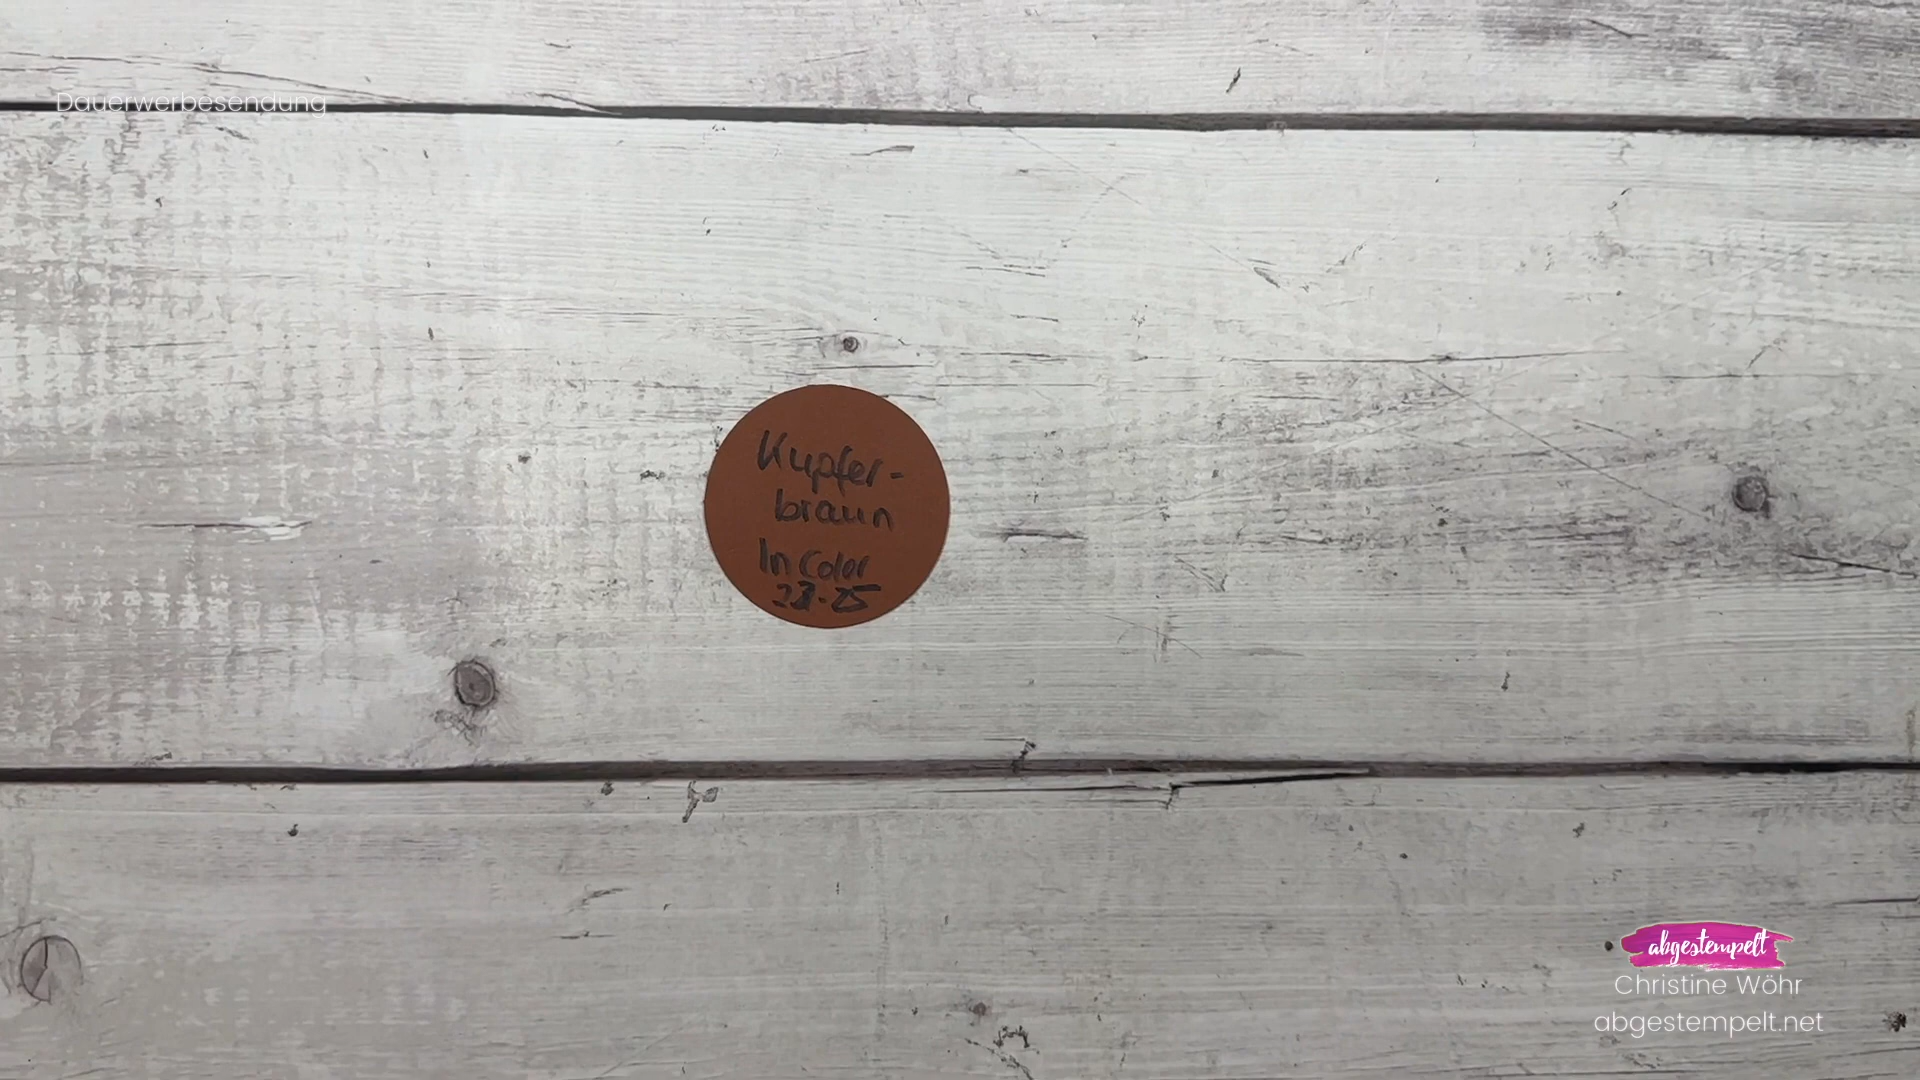 Dauerwerbesendung
Kupfer-
braun
In Color
23-25
abgestempelt
Christine Wöhr
abgestempelt.net